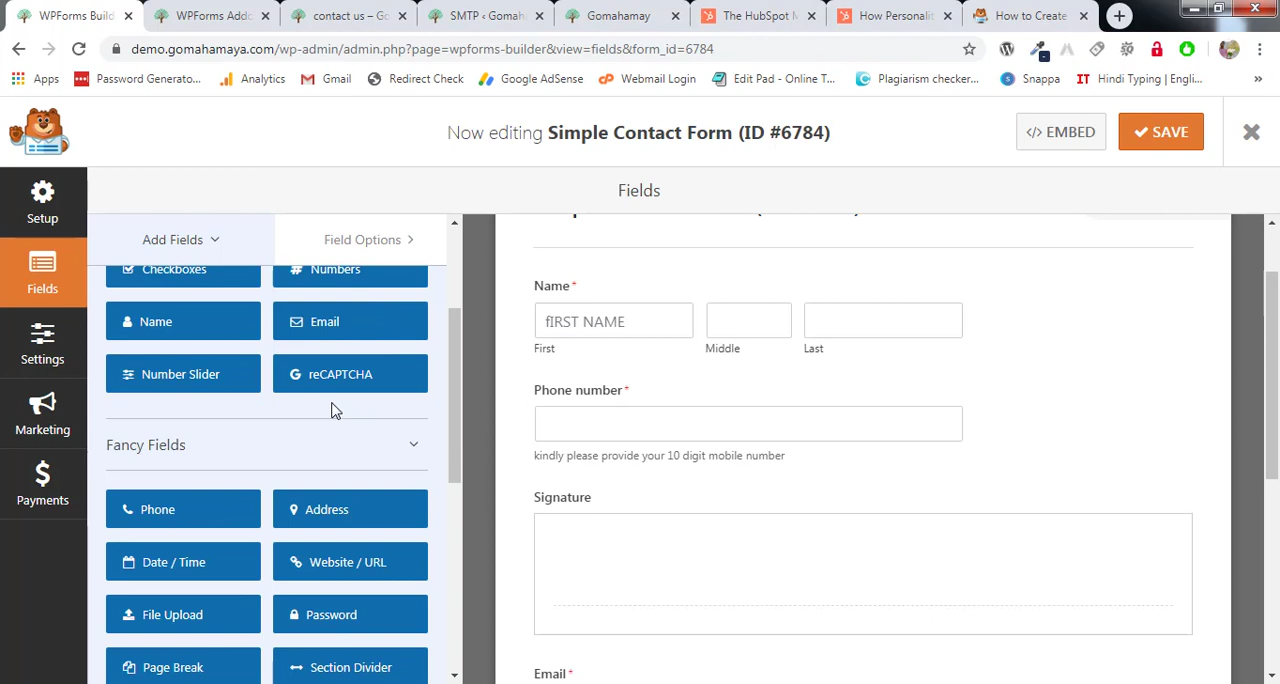 WPForms Buil
WPForms Addo
contact us – Go
SMTP ‹ Gomah
Gomahamay
The HubSpot M
How Personalit
How to Create
demo.gomahamaya.com/wp-admin/admin.php?page=wpforms-builder&view=fields&form_id=6784
Apps
Password Generato...
Analytics
Gmail
Redirect Check
Google AdSense
Webmail Login
Edit Pad - Online T...
Plagiarism checker...
Snappa
IT Hindi Typing | Engli...
»
Now editing Simple Contact Form (ID #6784)
</> EMBED
SAVE
Setup
Fields
Settings
Marketing
Payments
Fields
Add Fields
Field Options
Checkboxes
# Numbers
Name
Email
Number Slider
G reCAPTCHA
Fancy Fields
Phone
Address
Date / Time
Website / URL
File Upload
Password
Page Break
Section Divider
Name *
fIRST NAME
First
Middle
Last
Phone number *
kindly please provide your 10 digit mobile number
Signature
Email *